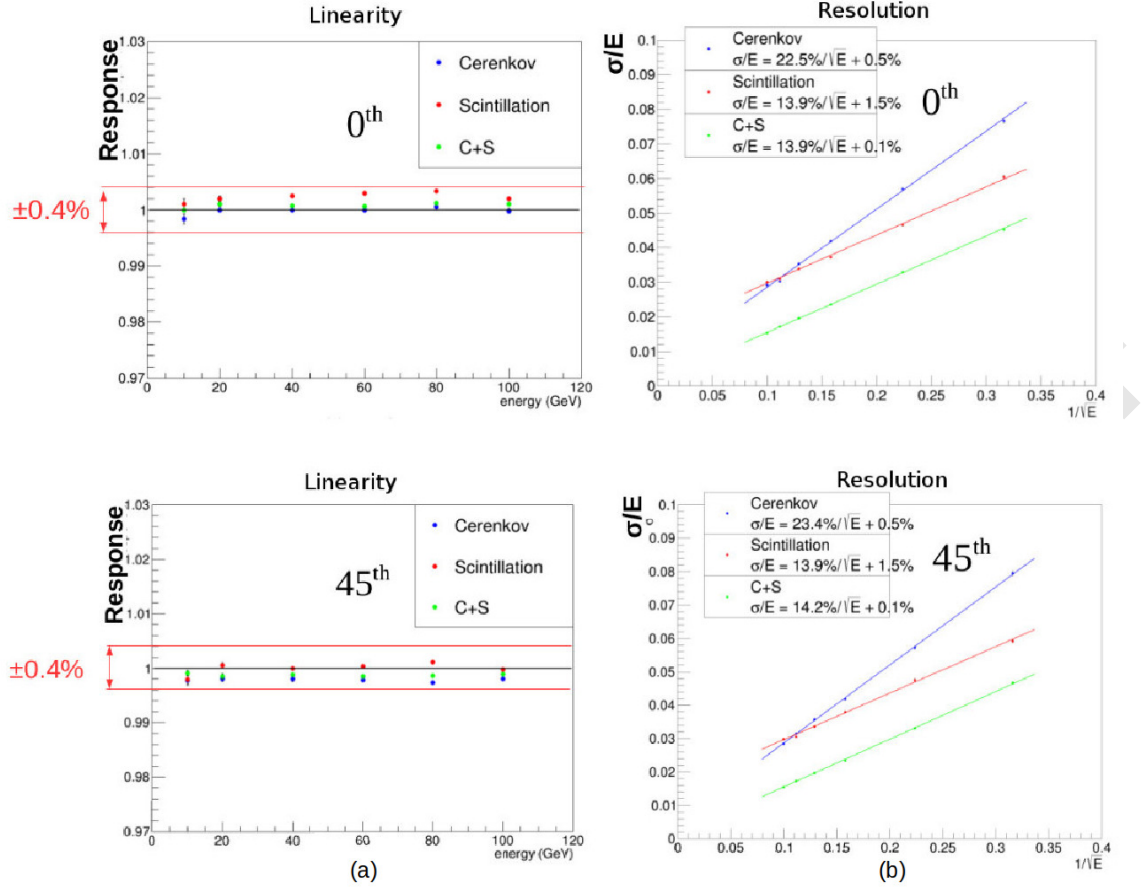 Linearity
Response
1.03
1.02
1.01
1
0.99
0.98
0.97
Cerenkov
Scintillation
C+S
0th
±0.4%
0 20 40 60 80 100 120
energy (GeV)
Resolution
σ/E
0.1
0.09
0.08
0.07
0.06
0.05
0.04
0.03
0.02
0.01
0
Cerenkov
σ/E = 22.5%/√E + 0.5%
Scintillation
σ/E = 13.9%/√E + 1.5%
C+S
σ/E = 13.9%/√E + 0.1%
0th
0 0.05 0.1 0.15 0.2 0.25 0.3 0.35 0.4
1/√E
Linearity
Response
1.03
1.02
1.01
1
0.99
0.98
0.97
Cerenkov
Scintillation
C+S
45th
±0.4%
0 20 40 60 80 100 120
energy (GeV)
(a)
Resolution
σ/E
0.1
0.09
0.08
0.07
0.06
0.05
0.04
0.03
0.02
0.01
0
Cerenkov
σ/E = 23.4%/√E + 0.5%
Scintillation
σ/E = 13.9%/√E + 1.5%
C+S
σ/E = 14.2%/√E + 0.1%
45th
0 0.05 0.1 0.15 0.2 0.25 0.3 0.35 0.4
1/√E
(b)